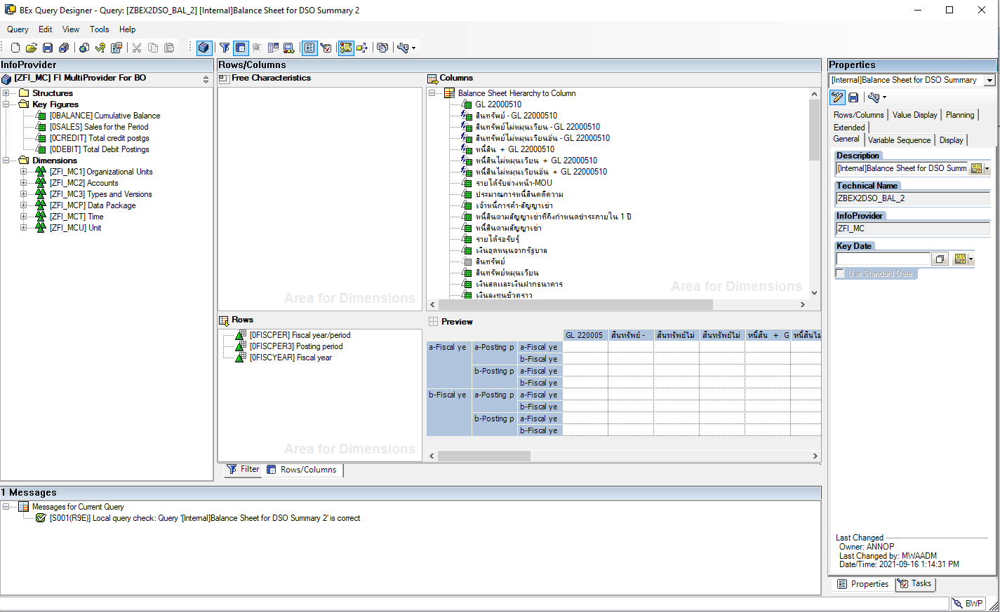 BEx Query Designer - Query: [ZBEX2DSO_BAL_2] [Internal]Balance Sheet for DSO Summary 2
Query Edit View Tools Help
InfoProvider
[ZFI_MC] FI MultiProvider For BO
Structures
Key Figures
[0BALANCE] Cumulative Balance
[0SALES] Sales for the Period
[0CREDIT] Total credit postgs
[0DEBIT] Total Debit Postings
Dimensions
[ZFI_MC1] Organizational Units
[ZFI_MC2] Accounts
[ZFI_MC3] Types and Versions
[ZFI_MCP] Data Package
[ZFI_MCT] Time
[ZFI_MCU] Unit
Rows/Columns
Free Characteristics
Area for Dimensions
Columns
Balance Sheet Hierarchy to Column
GL 22000510
สินทรัพย์ - GL 22000510
สินทรัพย์ไม่หมุนเวียน - GL 22000510
สินทรัพย์ไม่หมุนเวียนอื่น - GL 22000510
หนี้สิน + GL 22000510
หนี้สินไม่หมุนเวียน + GL 22000510
หนี้สินไม่หมุนเวียนอื่น + GL 22000510
รายได้รับล่วงหน้า-MOU
ประมาณการหนี้สินคดีความ
เจ้าหนี้การค้า-สัญญาเช่า
หนี้สินตามสัญญาเช่าที่ถึงกำหนดชำระภายใน 1 ปี
หนี้สินตามสัญญาเช่า
รายได้รอรับรู้
เงินอุดหนุนจากรัฐบาล
สินทรัพย์
สินทรัพย์หมุนเวียน
เงินสดและเงินฝากธนาคาร
เงินลงทุนชั่วคราว
Area for Dimensions
Rows
[0FISCPER] Fiscal year/period
[0FISCPER3] Posting period
[0FISCYEAR] Fiscal year
Area for Dimensions
Preview
GL 220005 สินทรัพย์ - สินทรัพย์ไม่ สินทรัพย์ไม่ หนี้สิน + G หนี้สินไม่
a-Fiscal ye a-Posting p a-Fiscal ye
b-Fiscal ye
b-Posting p a-Fiscal ye
b-Fiscal ye
b-Fiscal ye a-Posting p a-Fiscal ye
b-Fiscal ye
b-Posting p a-Fiscal ye
b-Fiscal ye
Filter Rows/Columns
Properties
[Internal]Balance Sheet for DSO Summary
Rows/Columns Value Display Planning
Extended
General Variable Sequence Display
Description
[Internal]Balance Sheet for DSO Summ
Technical Name
ZBEX2DSO_BAL_2
InfoProvider
ZFI_MC
Key Date
Use Standard Date
Last Changed
Owner: ANNOP
Last Changed by: MWAADM
Date/Time: 2021-09-16 1:14:31 PM
Properties Tasks
1 Messages
Messages for Current Query
[S001(R9E)] Local query check: Query '[Internal]Balance Sheet for DSO Summary 2' is correct
BWP